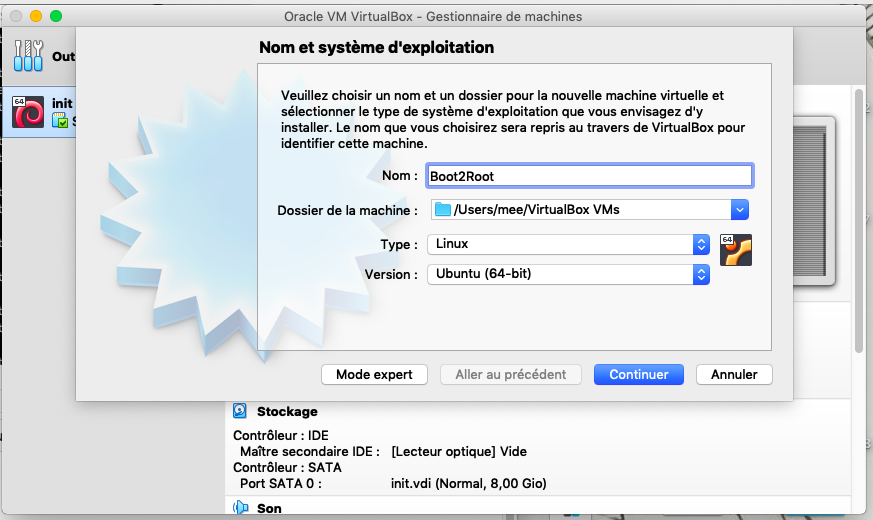 Oracle VM VirtualBox - Gestionnaire de machines
Out
Nom et système d'exploitation
64
init
Veuillez choisir un nom et un dossier pour la nouvelle machine virtuelle et
sélectionner le type de système d'exploitation que vous envisagez d'y
installer. Le nom que vous choisirez sera repris au travers de VirtualBox pour
identifier cette machine.
Nom : Boot2Root
Dossier de la machine : /Users/mee/VirtualBox VMs
Type : Linux
64
Version : Ubuntu (64-bit)
Mode expert
Aller au précédent
Continuer
Annuler
Stockage
Contrôleur : IDE
Maître secondaire IDE : [Lecteur optique] Vide
Contrôleur : SATA
Port SATA 0 : init.vdi (Normal, 8,00 Gio)
Son